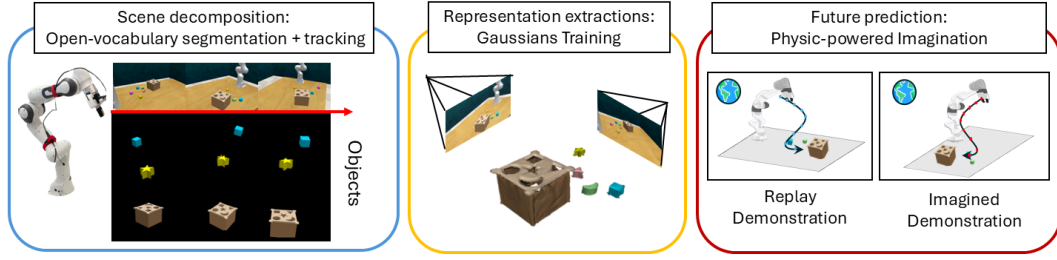 Scene decomposition:
Open-vocabulary segmentation + tracking
Objects
Representation extractions:
Gaussians Training
Future prediction:
Physic-powered Imagination
Replay
Demonstration
Imagined
Demonstration